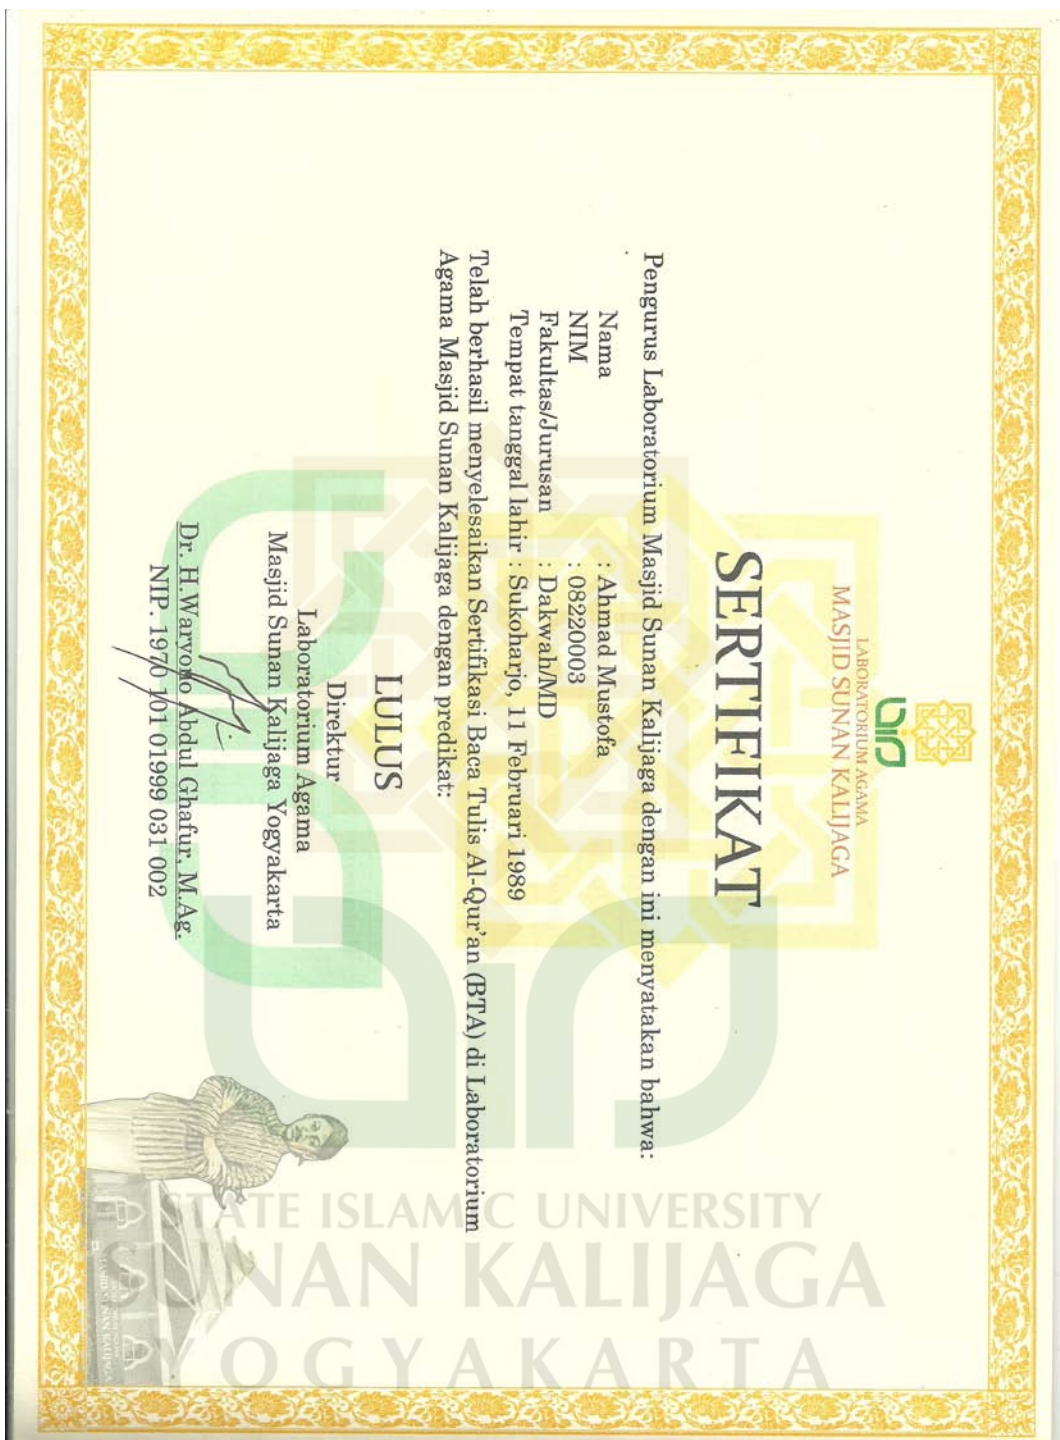 LABORATORIUM AGAMA
MASJID SUNAN KALIJAGA
SERTIFIKAT
Pengurus Laboratorium Masjid Sunan Kalijaga dengan ini menyatakan bahwa:
Nama : Ahmad Mustofa
NIM : 08220003
Fakultas/Jurusan : Dakwah/MD
Tempat tanggal lahir : Sukoharjo, 11 Februari 1989
Telah berhasil menyelesaikan Sertifikasi Baca Tulis Al-Qur'an (BTA) di Laboratorium
Agama Masjid Sunan Kalijaga dengan predikat:
LULUS
Direktur
Laboratorium Agama
Masjid Sunan Kalijaga Yogyakarta
Dr. H.Waryono Abdul Ghafur, M.Ag.
NIP. 1970 101 01999 031 002
STATE ISLAMIC UNIVERSITY
SUNAN KALIJAGA
YOGYAKARTA